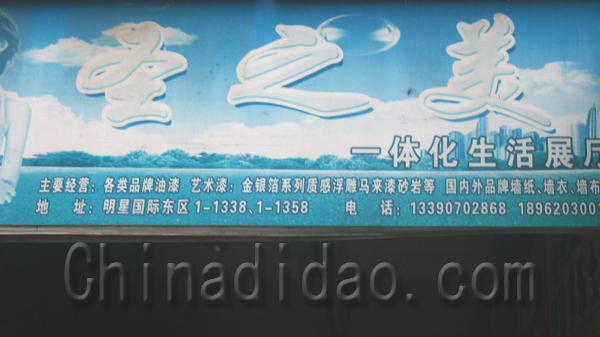 圣之美
一体化生活展厅
主要经营：各类品牌油漆 艺术漆：金银箔系列质感浮雕马来漆砂岩等 国内外品牌墙纸、墙衣、墙布
地 址：明星国际东区1-1338、1-1358 电 话：13390702868 1896203001
Chinadidao.com